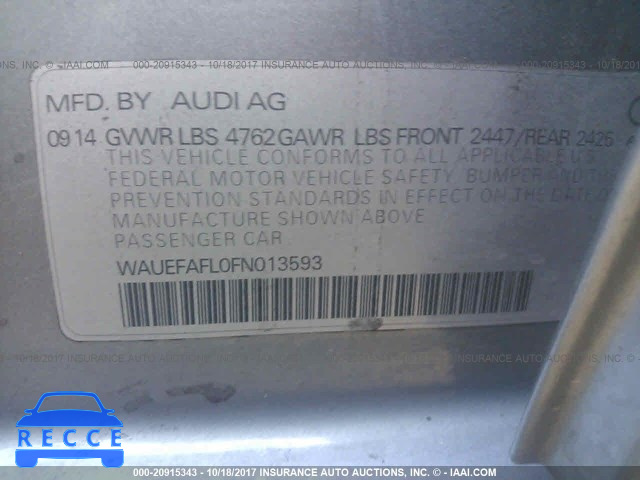 000-20915343 - 10/18/2017 INSURANCE AUTO AUCTIONS, INC. - © IAAI.COM
MFD. BY AUDI AG
0914 GVWR LBS 4762 GAWR LBS FRONT 2447/REAR 2426
THIS VEHICLE CONFORMS TO ALL APPLICABLE U.S.
FEDERAL MOTOR VEHICLE SAFETY, BUMPER AND THEFT
PREVENTION STANDARDS IN EFFECT ON THE DATE OF
MANUFACTURE SHOWN ABOVE
PASSENGER CAR
WAUEFAFL0FN013593
RECCE
000-20915343 - 10/18/2017 INSURANCE AUTO AUCTIONS, INC. - © IAAI.COM